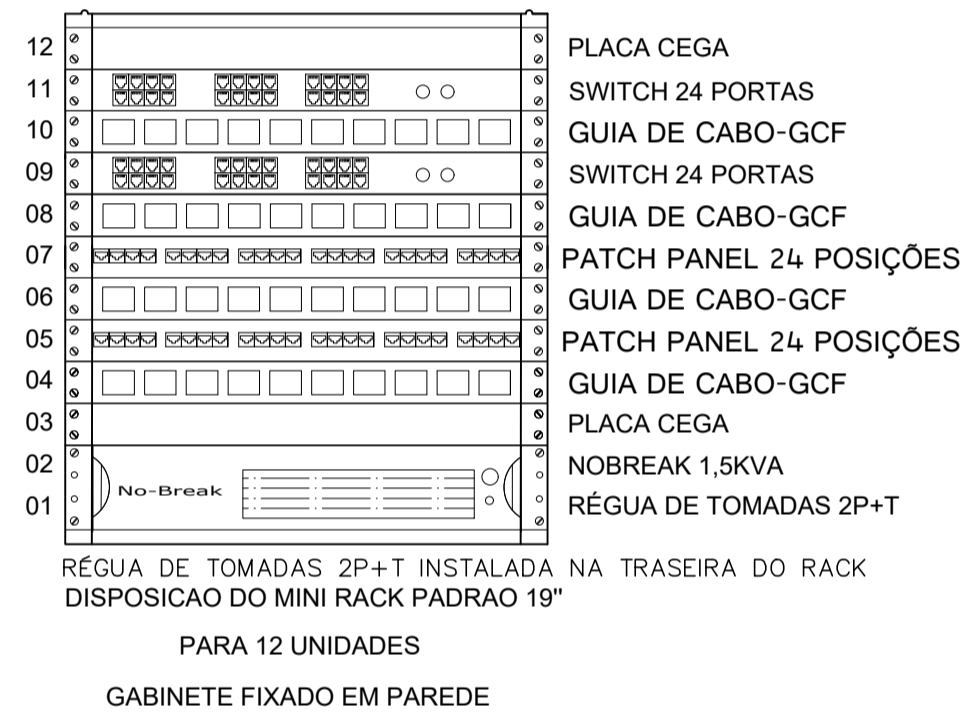 12 PLACA CEGA
11 SWITCH 24 PORTAS
10 GUIA DE CABO-GCF
09 SWITCH 24 PORTAS
08 GUIA DE CABO-GCF
07 PATCH PANEL 24 POSIÇÕES
06 GUIA DE CABO-GCF
05 PATCH PANEL 24 POSIÇÕES
04 GUIA DE CABO-GCF
03 PLACA CEGA
02 NOBREAK 1,5KVA
No-Break
01 RÉGUA DE TOMADAS 2P+T
RÉGUA DE TOMADAS 2P+T INSTALADA NA TRASEIRA DO RACK
DISPOSICAO DO MINI RACK PADRAO 19"
PARA 12 UNIDADES
GABINETE FIXADO EM PAREDE